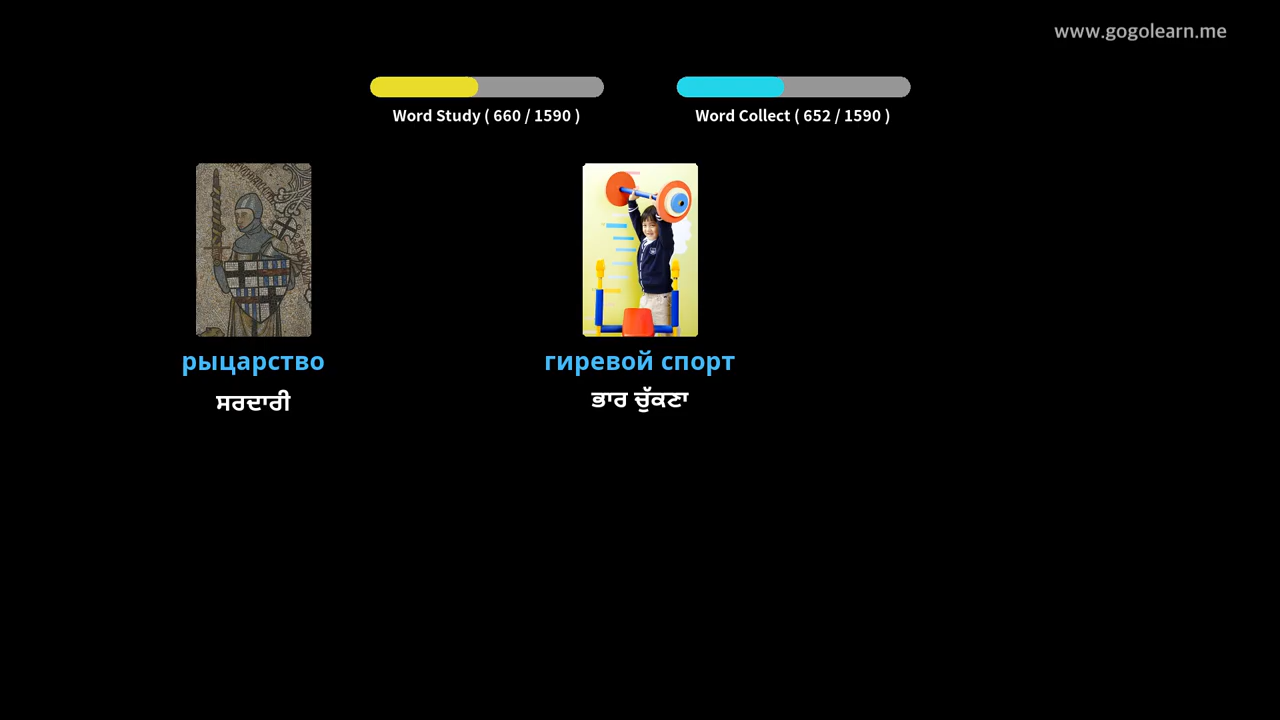 www.gogolearn.me
Word Study ( 660 / 1590 )
Word Collect ( 652 / 1590 )
рыцарство
ਸਰਦਾਰੀ
гиревой спорт
ਭਾਰ ਚੁੱਕਣਾ